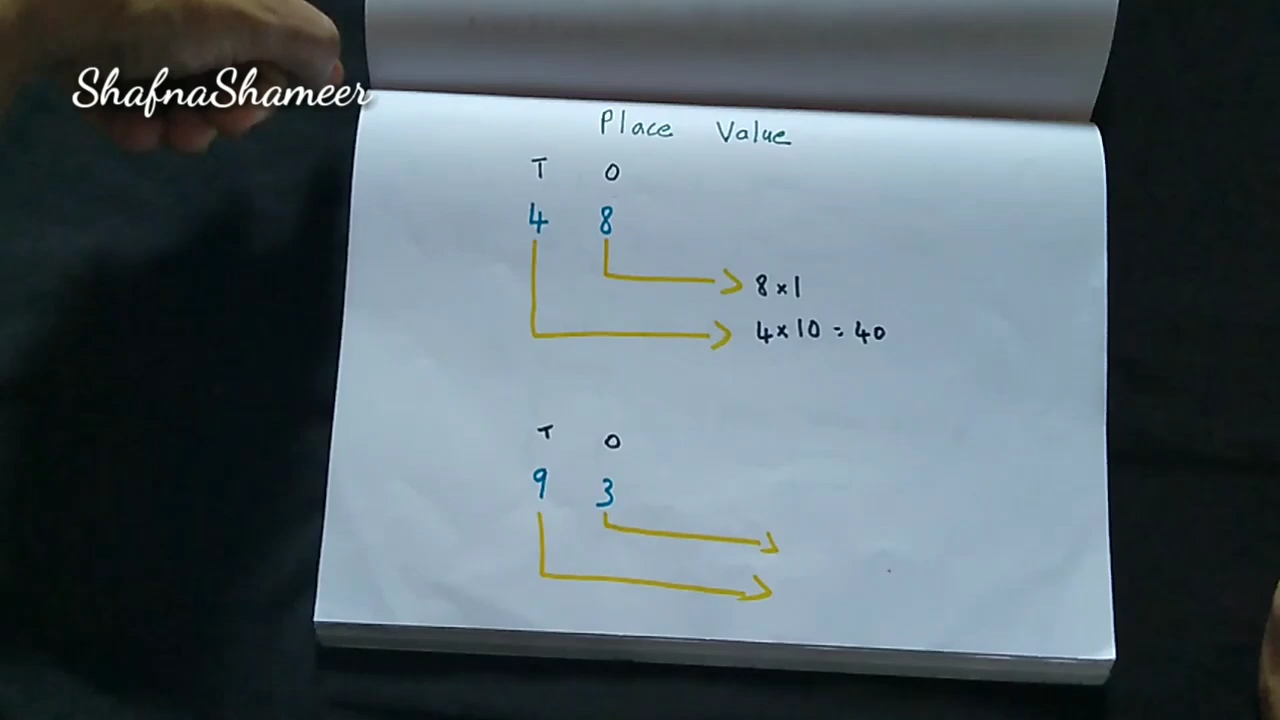 ShafnaShameer
Place Value
T O
4 8
8 × 1
4 × 10 = 40
T O
9 3